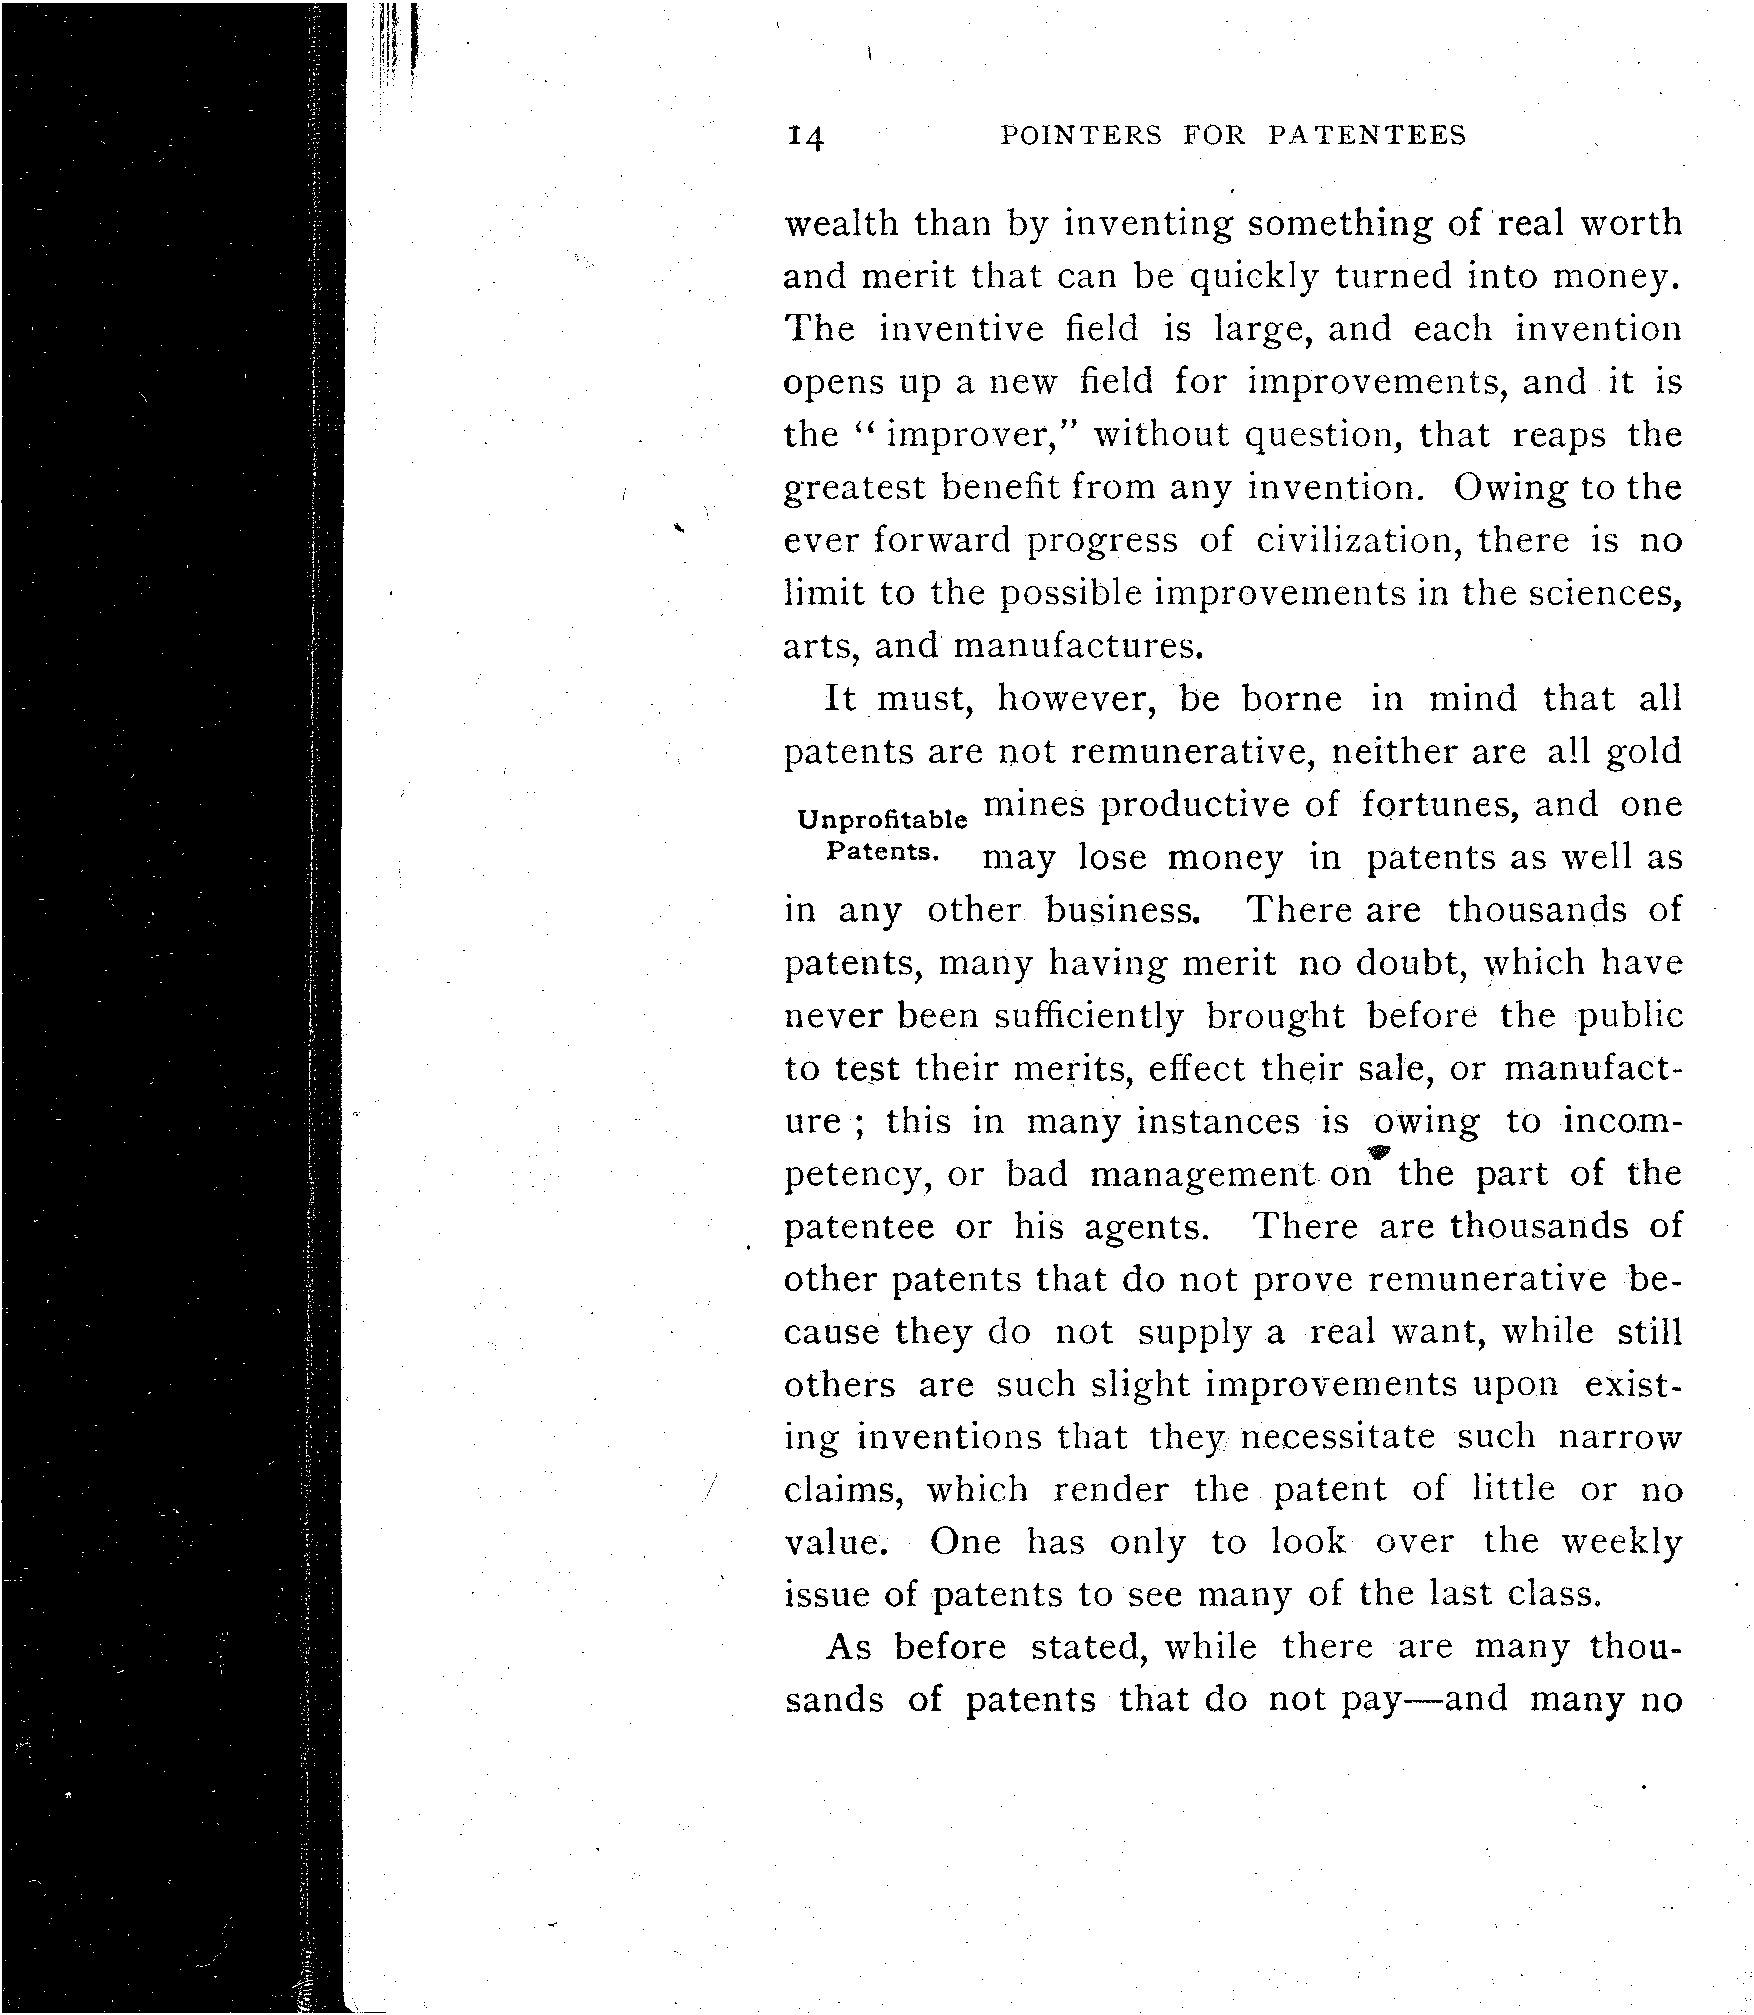 14 POINTERS FOR PATENTEES
wealth than by inventing something of real worth
and merit that can be quickly turned into money.
The inventive field is large, and each invention
opens up a new field for improvements, and it is
the “ improver,” without question, that reaps the
greatest benefit from any invention. Owing to the
ever forward progress of civilization, there is no
limit to the possible improvements in the sciences,
arts, and manufactures.
It must, however, be borne in mind that all
patents are not remunerative, neither are all gold
Unprofitable mines productive of fortunes, and one
Patents. may lose money in patents as well as
in any other business. There are thousands of
patents, many having merit no doubt, which have
never been sufficiently brought before the public
to test their merits, effect their sale, or manufact-
ure ; this in many instances is owing to incom-
petency, or bad management on the part of the
patentee or his agents. There are thousands of
other patents that do not prove remunerative be-
cause they do not supply a real want, while still
others are such slight improvements upon exist-
ing inventions that they necessitate such narrow
claims, which render the patent of little or no
value. One has only to look over the weekly
issue of patents to see many of the last class.
As before stated, while there are many thou-
sands of patents that do not pay—and many no